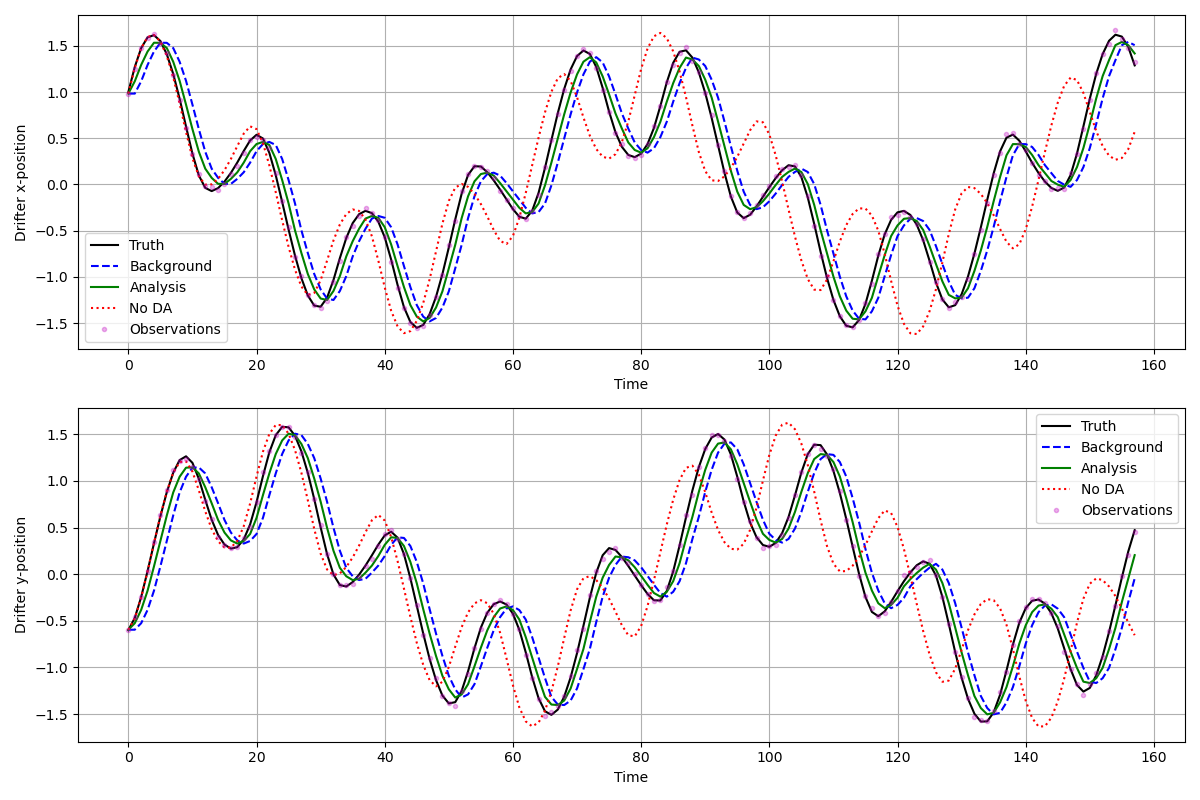 1.5
1.0
0.5
0.0
−0.5
−1.0
−1.5
Drifter x-position
Truth
Background
Analysis
No DA
Observations
0 20 40 60 80 100 120 140 160
Time
1.5
1.0
0.5
0.0
−0.5
−1.0
−1.5
Drifter y-position
Truth
Background
Analysis
No DA
Observations
0 20 40 60 80 100 120 140 160
Time